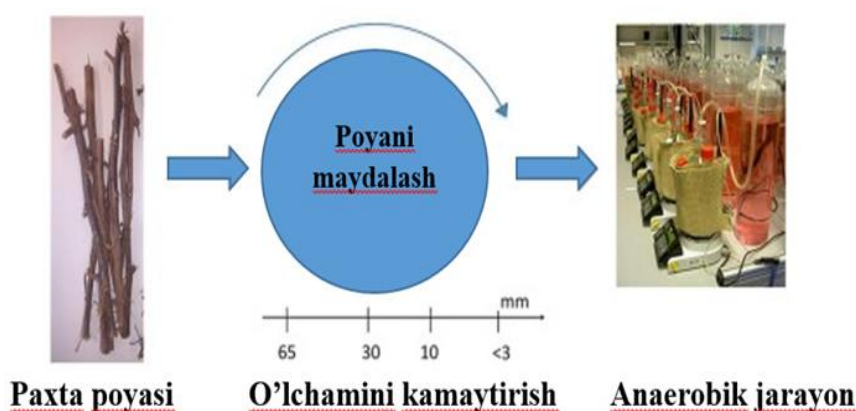 Poyani
maydalash
mm
65 30 10 <3
Paxta poyasi O'lchamini kamaytirish Anaerobik jarayon